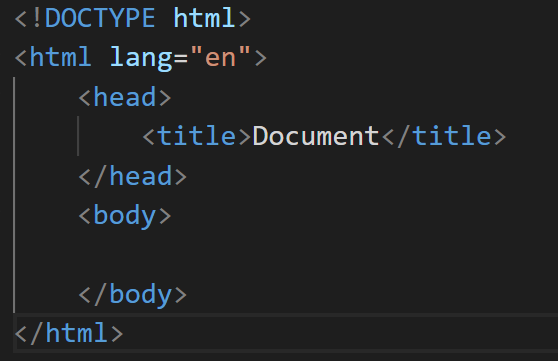 <!DOCTYPE html>
<html lang="en">
    <head>
        <title>Document</title>
    </head>
    <body>

    </body>
</html>